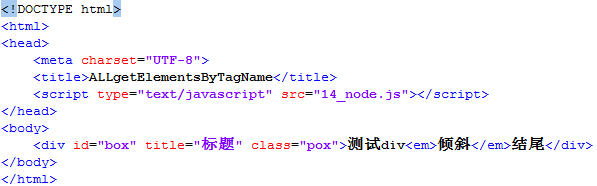 <!DOCTYPE html>
<html>
<head>
<meta charset="UTF-8">
<title>ALLgetElementsByTagName</title>
<script type="text/javascript" src="14_node.js"></script>
</head>
<body>
<div id="box" title="标题" class="pox">测试div<em>倾斜</em>结尾</div>
</body>
</html>